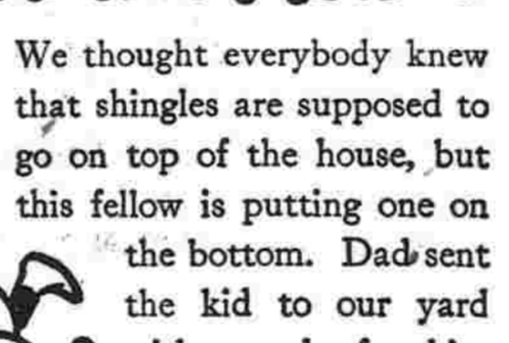 We thought everybody knew
that shingles are supposed to
go on top of the house, but
this fellow is putting one on
the bottom. Dad sent
the kid to our yard